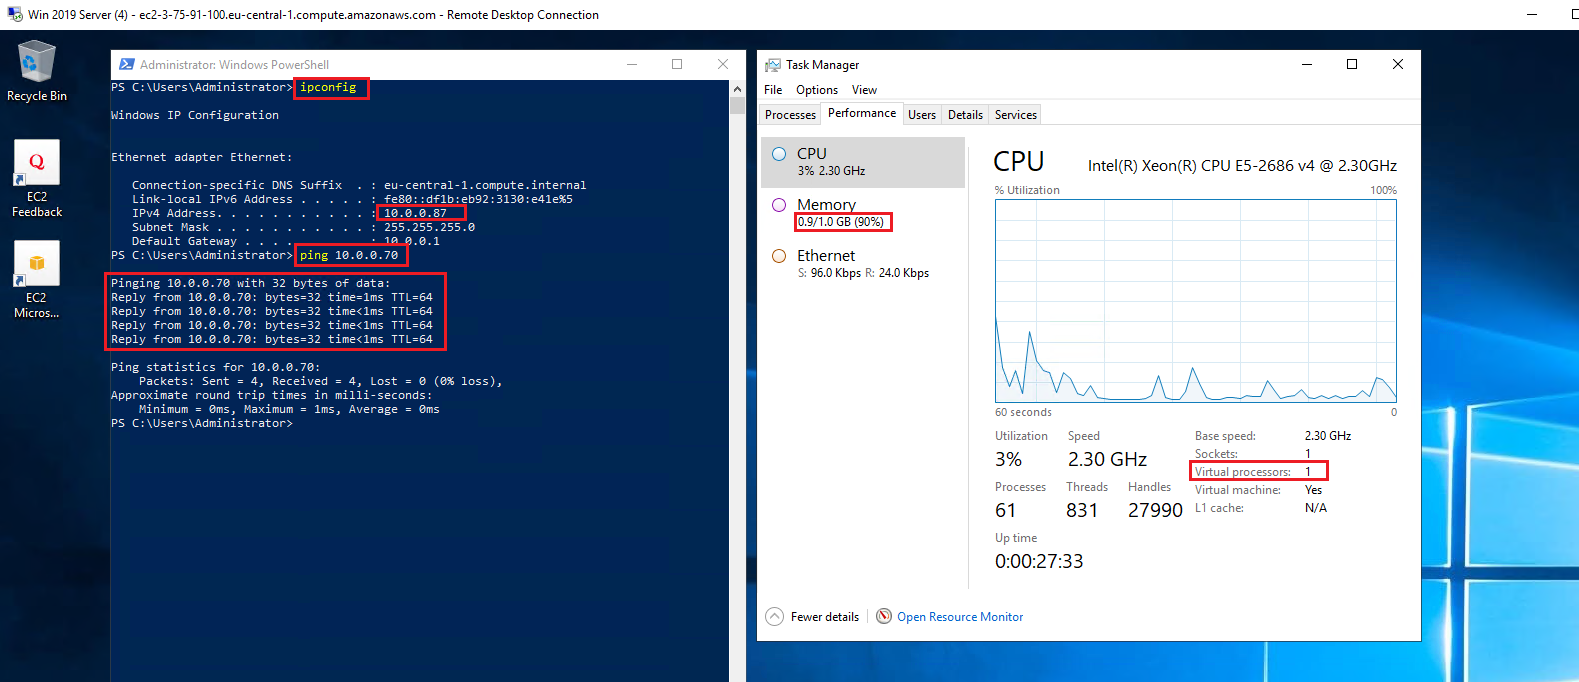 Win 2019 Server (4) - ec2-3-75-91-100.eu-central-1.compute.amazonaws.com - Remote Desktop Connection
Recycle Bin
EC2
Feedback
EC2
Micros...
Administrator: Windows PowerShell
PS C:\Users\Administrator> ipconfig
Windows IP Configuration
Ethernet adapter Ethernet:
Connection-specific DNS Suffix  . : eu-central-1.compute.internal
Link-local IPv6 Address . . . . . : fe80::df1b:eb92:3130:e41e%5
IPv4 Address. . . . . . . . . . . : 10.0.0.87
Subnet Mask . . . . . . . . . . . : 255.255.255.0
Default Gateway . . . . . . . . . : 10.0.0.1
PS C:\Users\Administrator> ping 10.0.0.70
Pinging 10.0.0.70 with 32 bytes of data:
Reply from 10.0.0.70: bytes=32 time=1ms TTL=64
Reply from 10.0.0.70: bytes=32 time<1ms TTL=64
Reply from 10.0.0.70: bytes=32 time<1ms TTL=64
Reply from 10.0.0.70: bytes=32 time<1ms TTL=64
Ping statistics for 10.0.0.70:
Packets: Sent = 4, Received = 4, Lost = 0 (0% loss),
Approximate round trip times in milli-seconds:
Minimum = 0ms, Maximum = 1ms, Average = 0ms
PS C:\Users\Administrator>
Task Manager
File Options View
Processes Performance Users Details Services
CPU
3% 2.30 GHz
Memory
0.9/1.0 GB (90%)
Ethernet
S: 96.0 Kbps R: 24.0 Kbps
CPU Intel(R) Xeon(R) CPU E5-2686 v4 @ 2.30GHz
% Utilization 100%
60 seconds 0
Utilization Speed
3% 2.30 GHz
Processes Threads Handles
61 831 27990
Up time
0:00:27:33
Base speed: 2.30 GHz
Sockets: 1
Virtual processors: 1
Virtual machine: Yes
L1 cache: N/A
Fewer details Open Resource Monitor